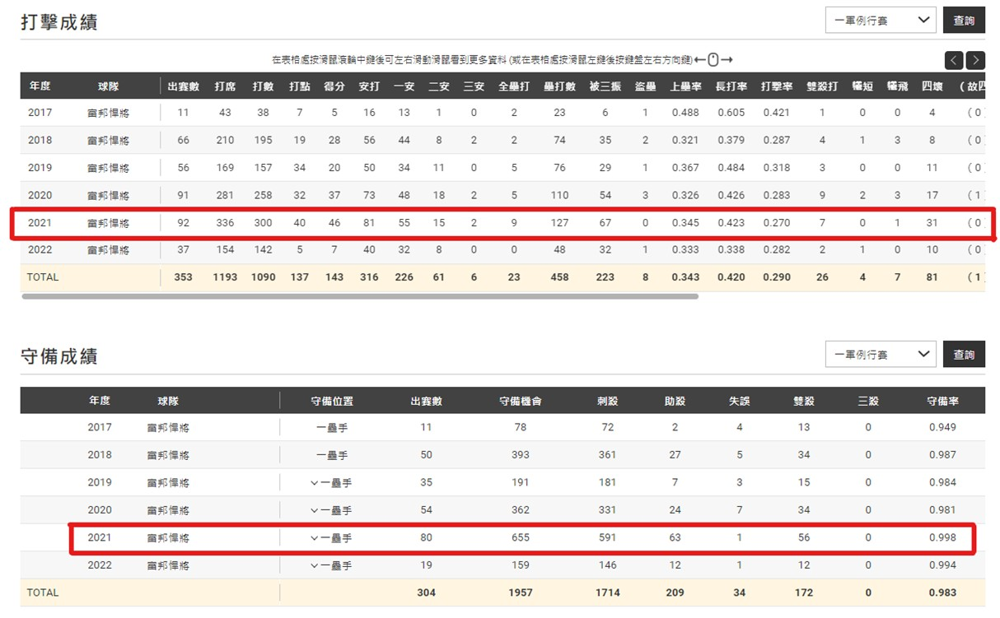 打擊成績
一軍例行賽 查詢
在表格處按滑鼠滾輪中鍵後可左右滑動滑鼠看到更多資料(或在表格處按滑鼠左鍵後按鍵盤左右方向鍵)
年度 球隊 出賽數 打席 打數 打點 得分 安打 一安 二安 三安 全壘打 壘打數 被三振 盜壘 上壘率 長打率 打擊率 雙殺打 犧短 犧飛 四壞 (故四
2017 富邦悍將 11 43 38 7 5 16 13 1 0 2 23 6 1 0.488 0.605 0.421 1 0 0 4 (0
2018 富邦悍將 66 210 195 19 28 56 44 8 2 2 74 35 2 0.321 0.379 0.287 4 1 3 8 (0
2019 富邦悍將 56 169 157 34 20 50 34 11 0 5 76 29 1 0.367 0.484 0.318 3 0 0 11 (0
2020 富邦悍將 91 281 258 32 37 73 48 18 2 5 110 54 3 0.326 0.426 0.283 9 2 3 17 (1
2021 富邦悍將 92 336 300 40 46 81 55 15 2 9 127 67 0 0.345 0.423 0.270 7 0 1 31 (0
2022 富邦悍將 37 154 142 5 7 40 32 8 0 0 48 32 1 0.333 0.338 0.282 2 1 0 10 (0
TOTAL 353 1193 1090 137 143 316 226 61 6 23 458 223 8 0.343 0.420 0.290 26 4 7 81 (1
守備成績
一軍例行賽 查詢
年度 球隊 守備位置 出賽數 守備機會 刺殺 助殺 失誤 雙殺 三殺 守備率
2017 富邦悍將 一壘手 11 78 72 2 4 13 0 0.949
2018 富邦悍將 一壘手 50 393 361 27 5 34 0 0.987
2019 富邦悍將 一壘手 35 191 181 7 3 15 0 0.984
2020 富邦悍將 一壘手 54 362 331 24 7 34 0 0.981
2021 富邦悍將 一壘手 80 655 591 63 1 56 0 0.998
2022 富邦悍將 一壘手 19 159 146 12 1 12 0 0.994
TOTAL 304 1957 1714 209 34 172 0 0.983